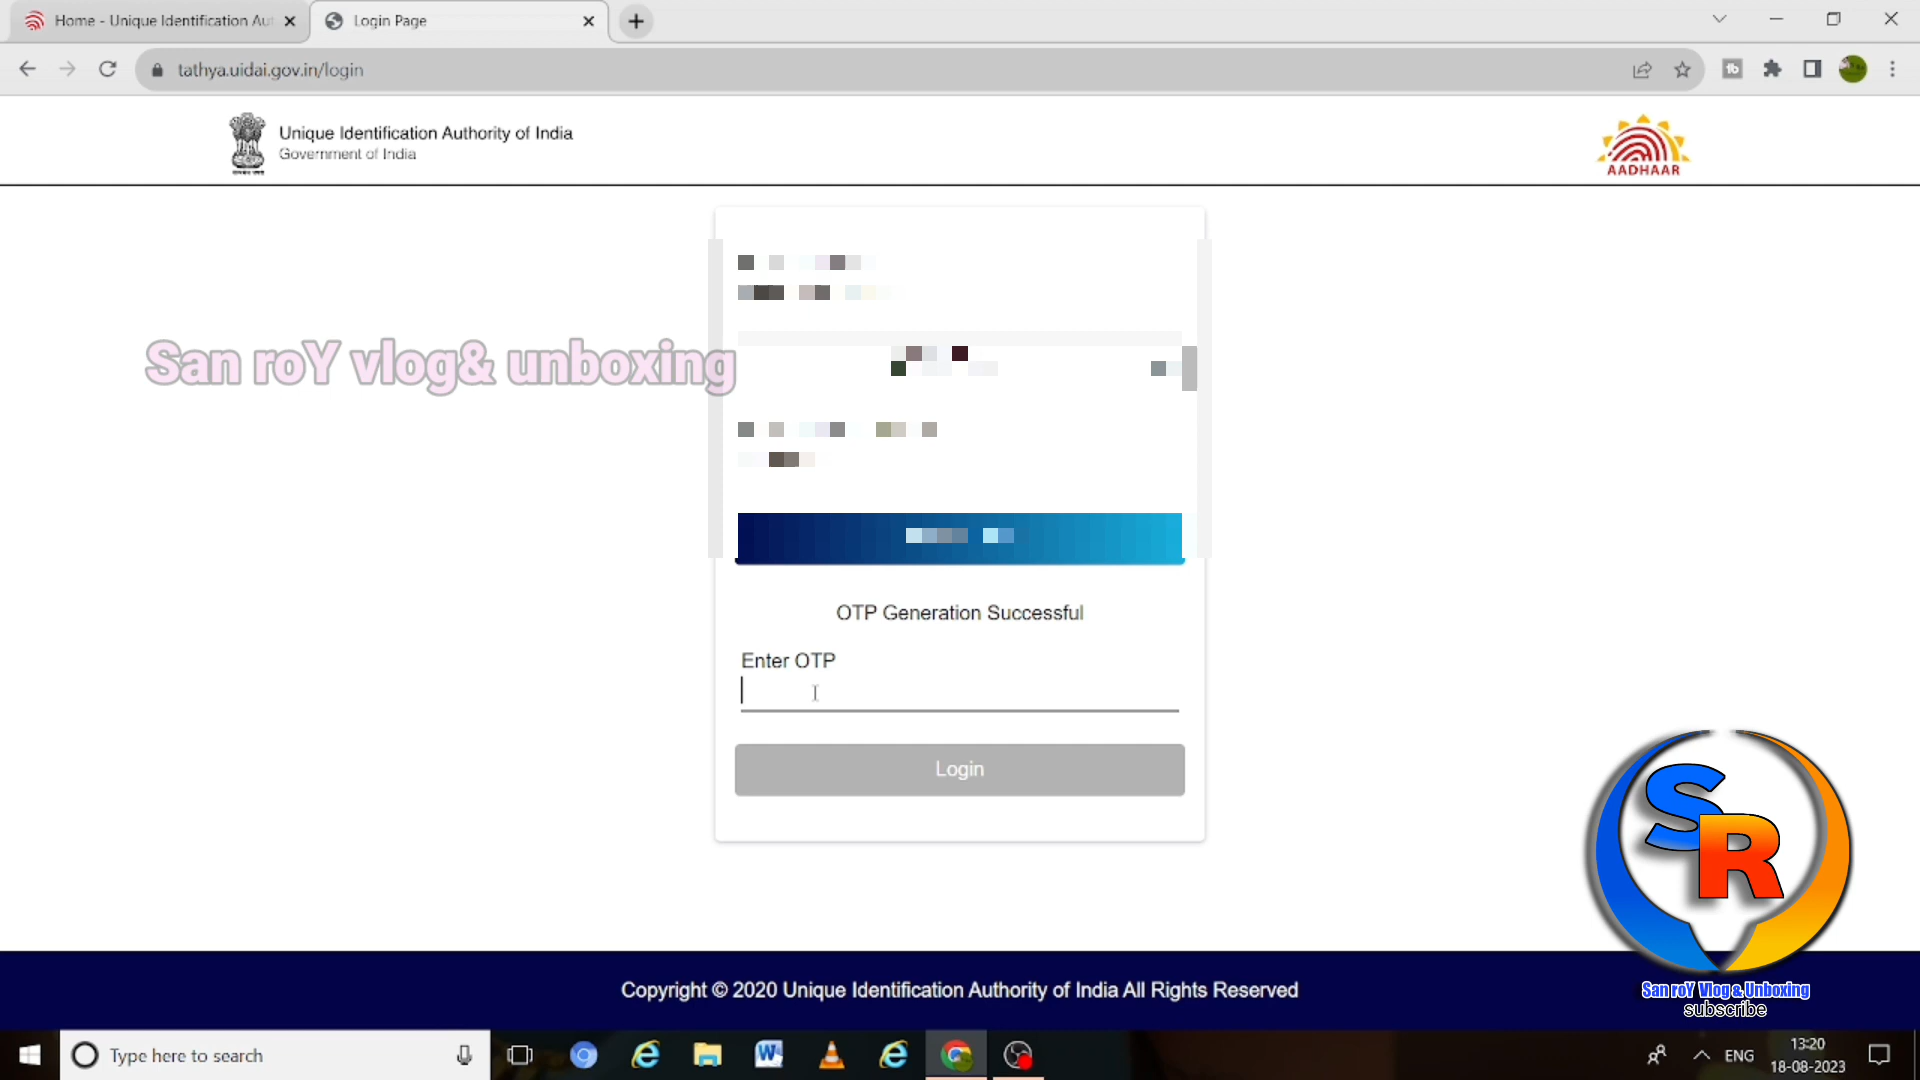 Home - Unique Identification Aut
Login Page
tathya.uidai.gov.in/login
Unique Identification Authority of India
Government of India
AADHAAR
San roY vlog& unboxing
OTP Generation Successful
Enter OTP
Login
SR
San roY Vlog & Unboxing
subscribe
Copyright © 2020 Unique Identification Authority of India All Rights Reserved
Type here to search
ENG
13:20
18-08-2023